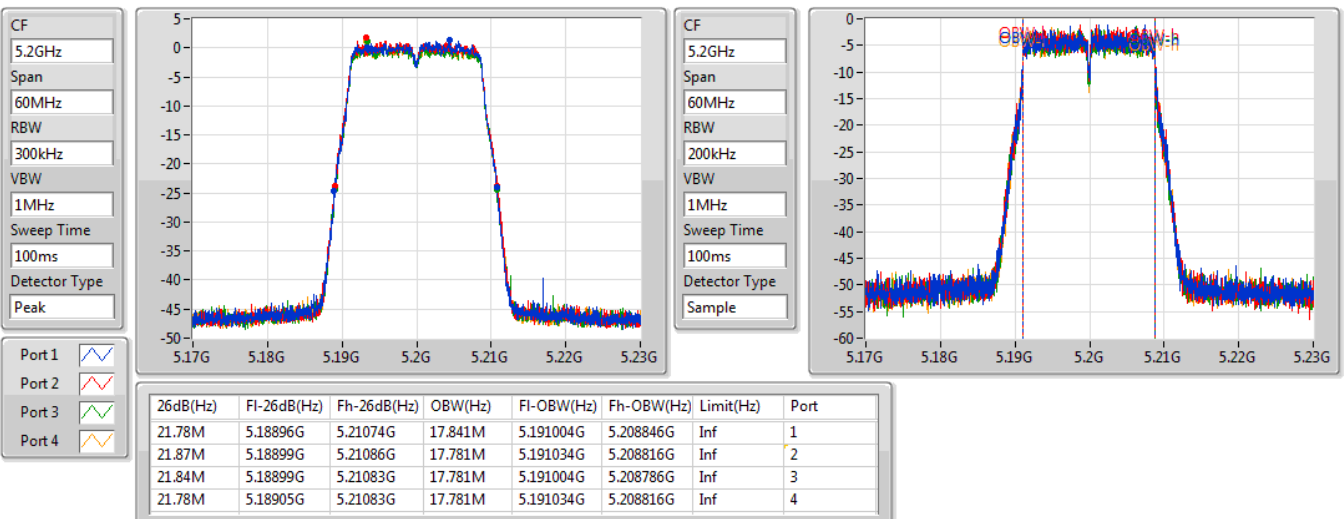 CF
5.2GHz
Span
60MHz
RBW
300kHz
VBW
1MHz
Sweep Time
100ms
Detector Type
Peak
5
0
-5
-10
-15
-20
-25
-30
-35
-40
-45
-50
5.17G 5.18G 5.19G 5.2G 5.21G 5.22G 5.23G
CF
5.2GHz
Span
60MHz
RBW
200kHz
VBW
1MHz
Sweep Time
100ms
Detector Type
Sample
0
-5
-10
-15
-20
-25
-30
-35
-40
-45
-50
-55
-60
5.17G 5.18G 5.19G 5.2G 5.21G 5.22G 5.23G
Port 1
Port 2
Port 3
Port 4
26dB(Hz) Fl-26dB(Hz) Fh-26dB(Hz) OBW(Hz) Fl-OBW(Hz) Fh-OBW(Hz) Limit(Hz) Port
21.78M 5.18896G 5.21074G 17.841M 5.191004G 5.208846G Inf 1
21.87M 5.18899G 5.21086G 17.781M 5.191034G 5.208816G Inf 2
21.84M 5.18899G 5.21083G 17.781M 5.191004G 5.208786G Inf 3
21.78M 5.18905G 5.21083G 17.781M 5.191034G 5.208816G Inf 4